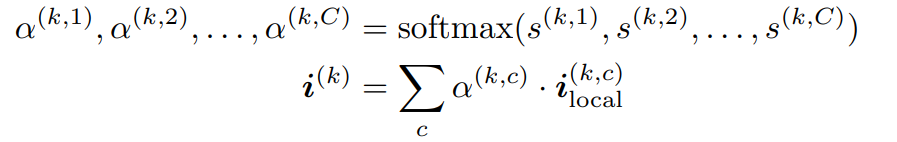 α^(k,1), α^(k,2), . . . , α^(k,C) = softmax(s^(k,1), s^(k,2), . . . , s^(k,C))
i^(k) = ∑_c α^(k,c) · i_local^(k,c)